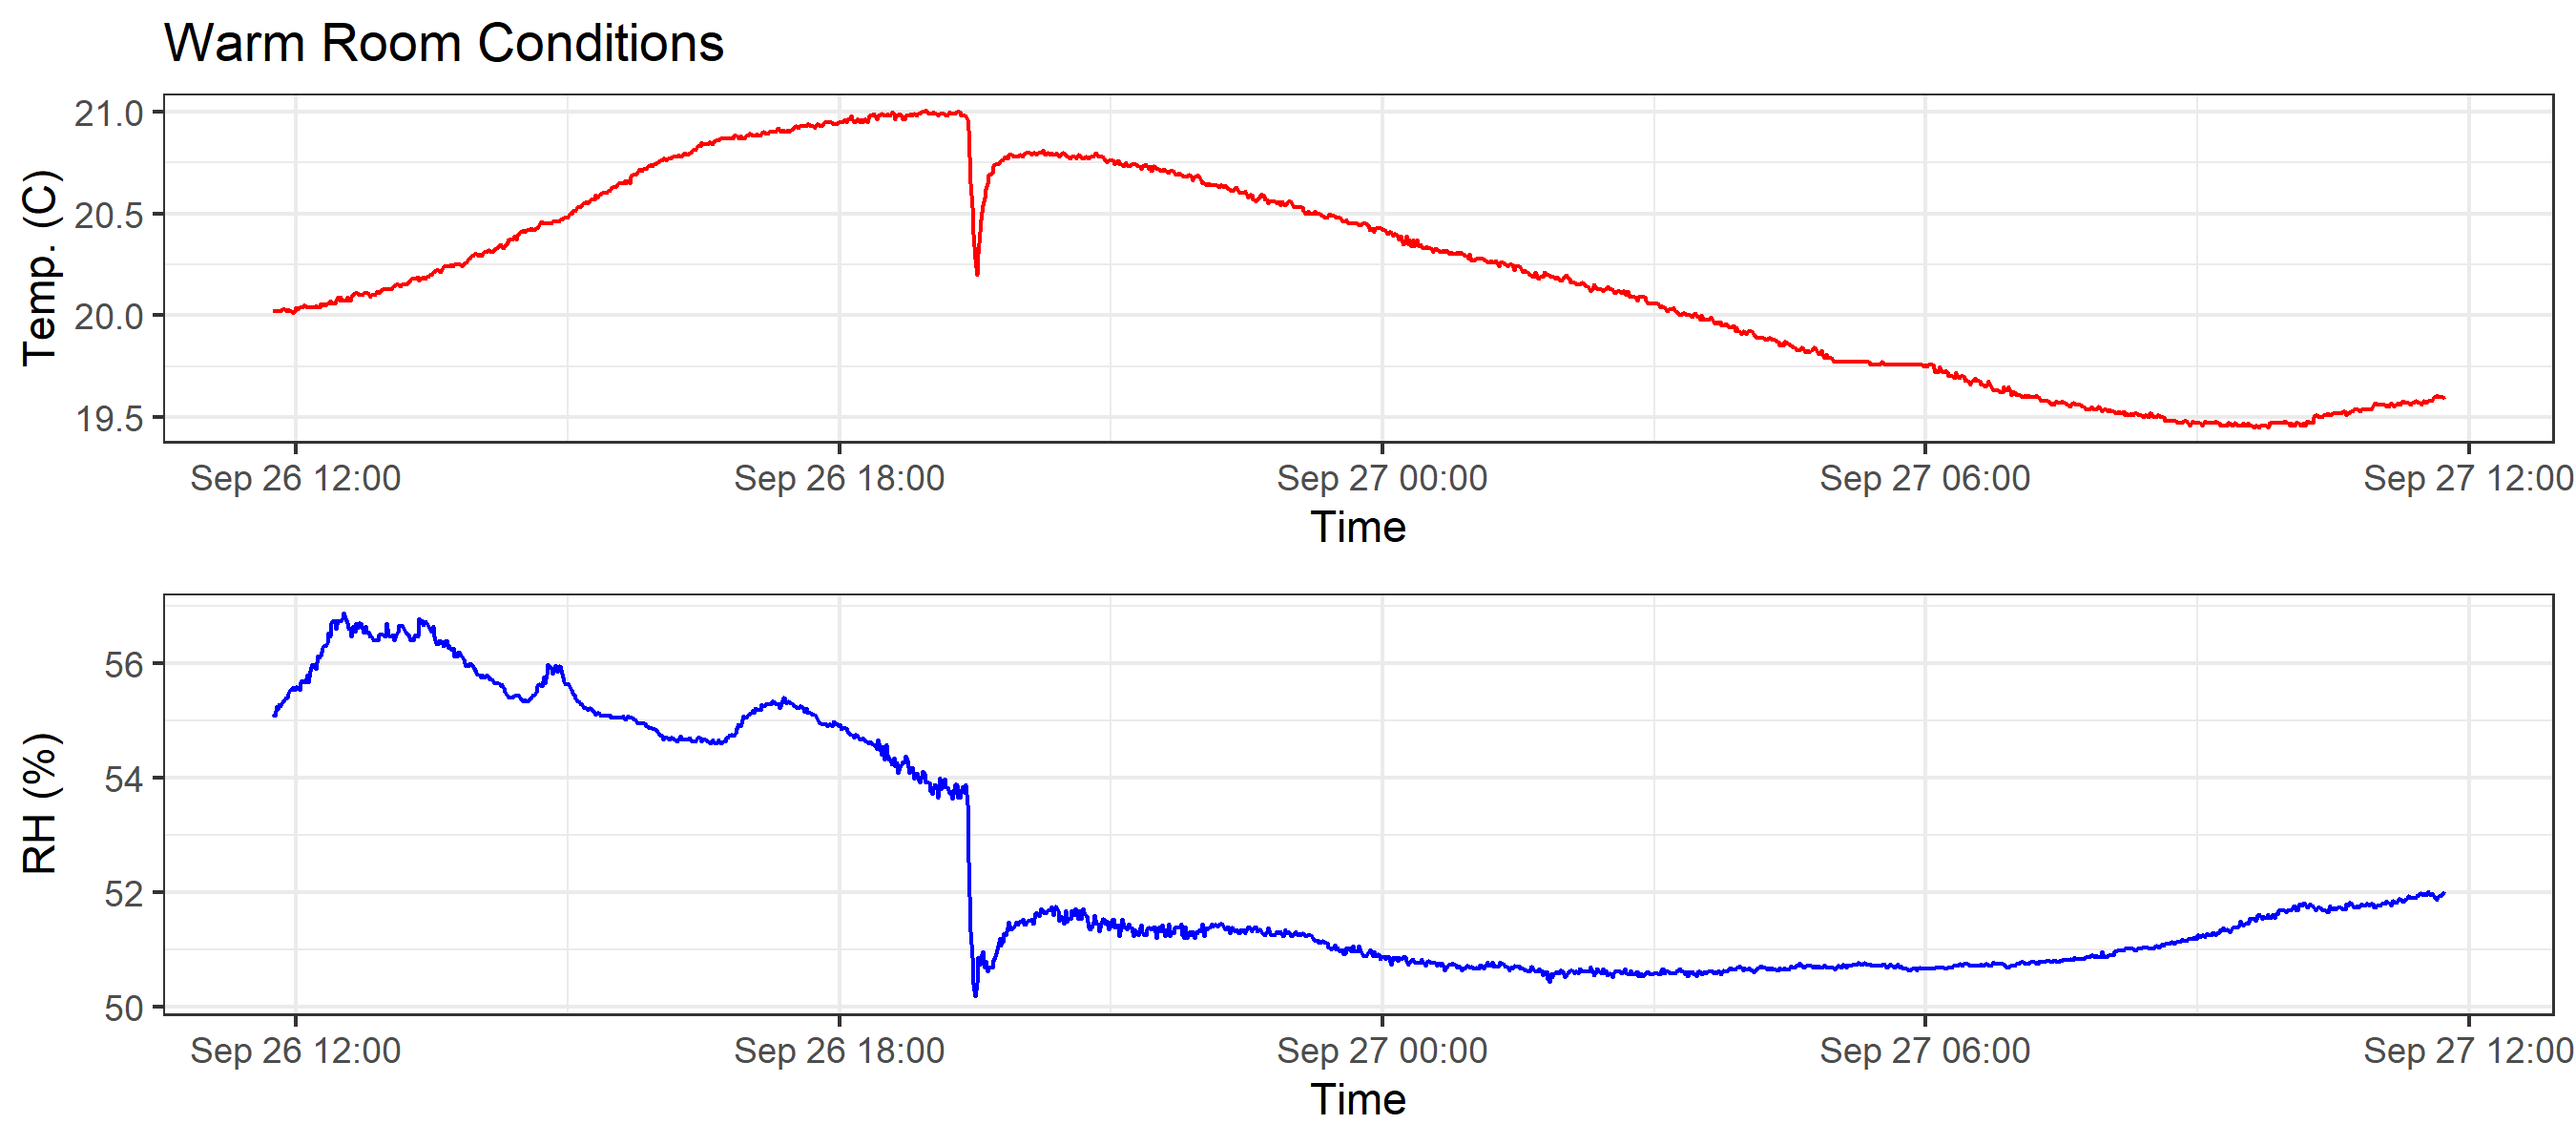 Warm Room Conditions
Temp. (C)
21.0
20.5
20.0
19.5
Sep 26 12:00 Sep 26 18:00 Sep 27 00:00 Sep 27 06:00 Sep 27 12:00
Time
RH (%)
56
54
52
50
Sep 26 12:00 Sep 26 18:00 Sep 27 00:00 Sep 27 06:00 Sep 27 12:00
Time